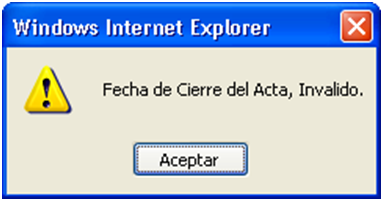 Windows Internet Explorer
Fecha de Cierre del Acta, Invalido.
Aceptar